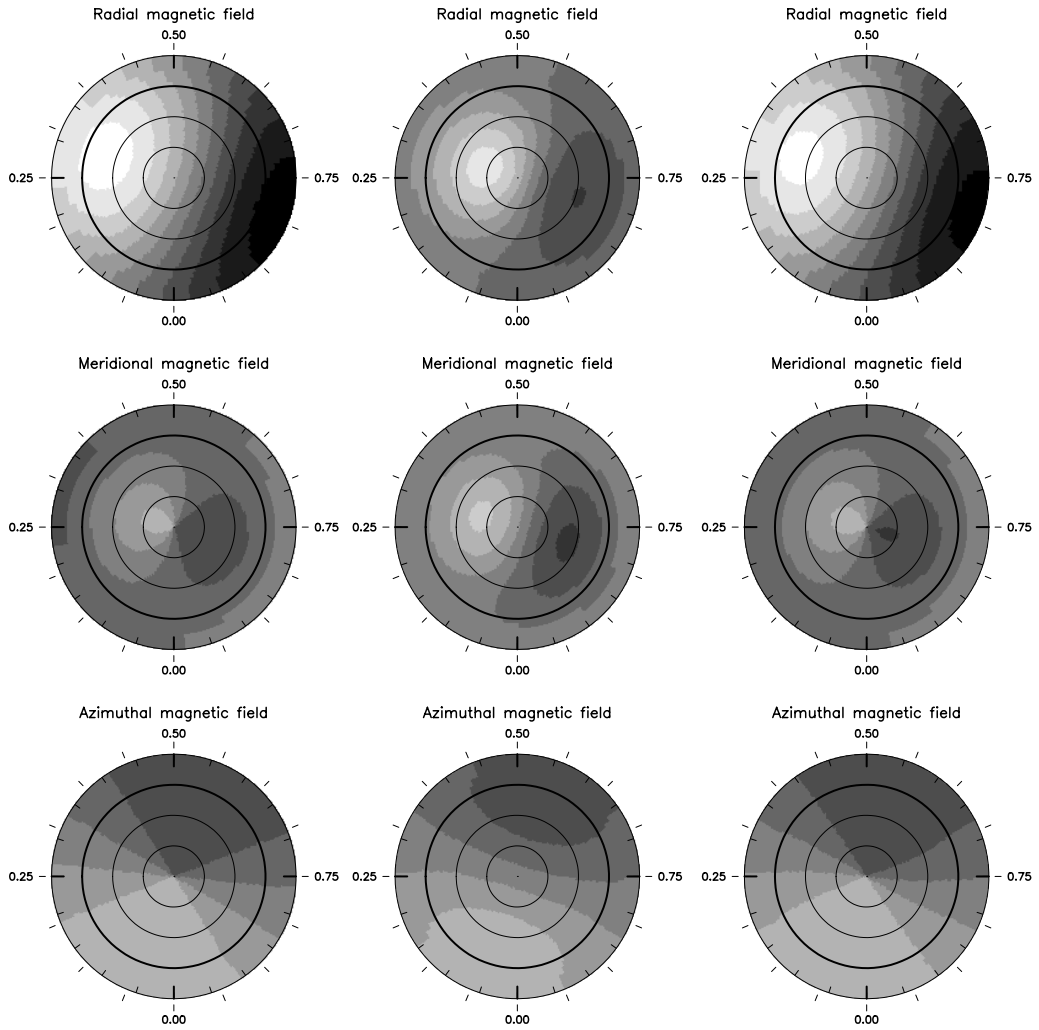 Radial magnetic field Radial magnetic field Radial magnetic field
0.50 0.50 0.50
0.25 0.75 0.25 0.75 0.25 0.75
0.00 0.00 0.00
Meridional magnetic field Meridional magnetic field Meridional magnetic field
0.50 0.50 0.50
0.25 0.75 0.25 0.75 0.25 0.75
0.00 0.00 0.00
Azimuthal magnetic field Azimuthal magnetic field Azimuthal magnetic field
0.50 0.50 0.50
0.25 0.75 0.25 0.75 0.25 0.75
0.00 0.00 0.00